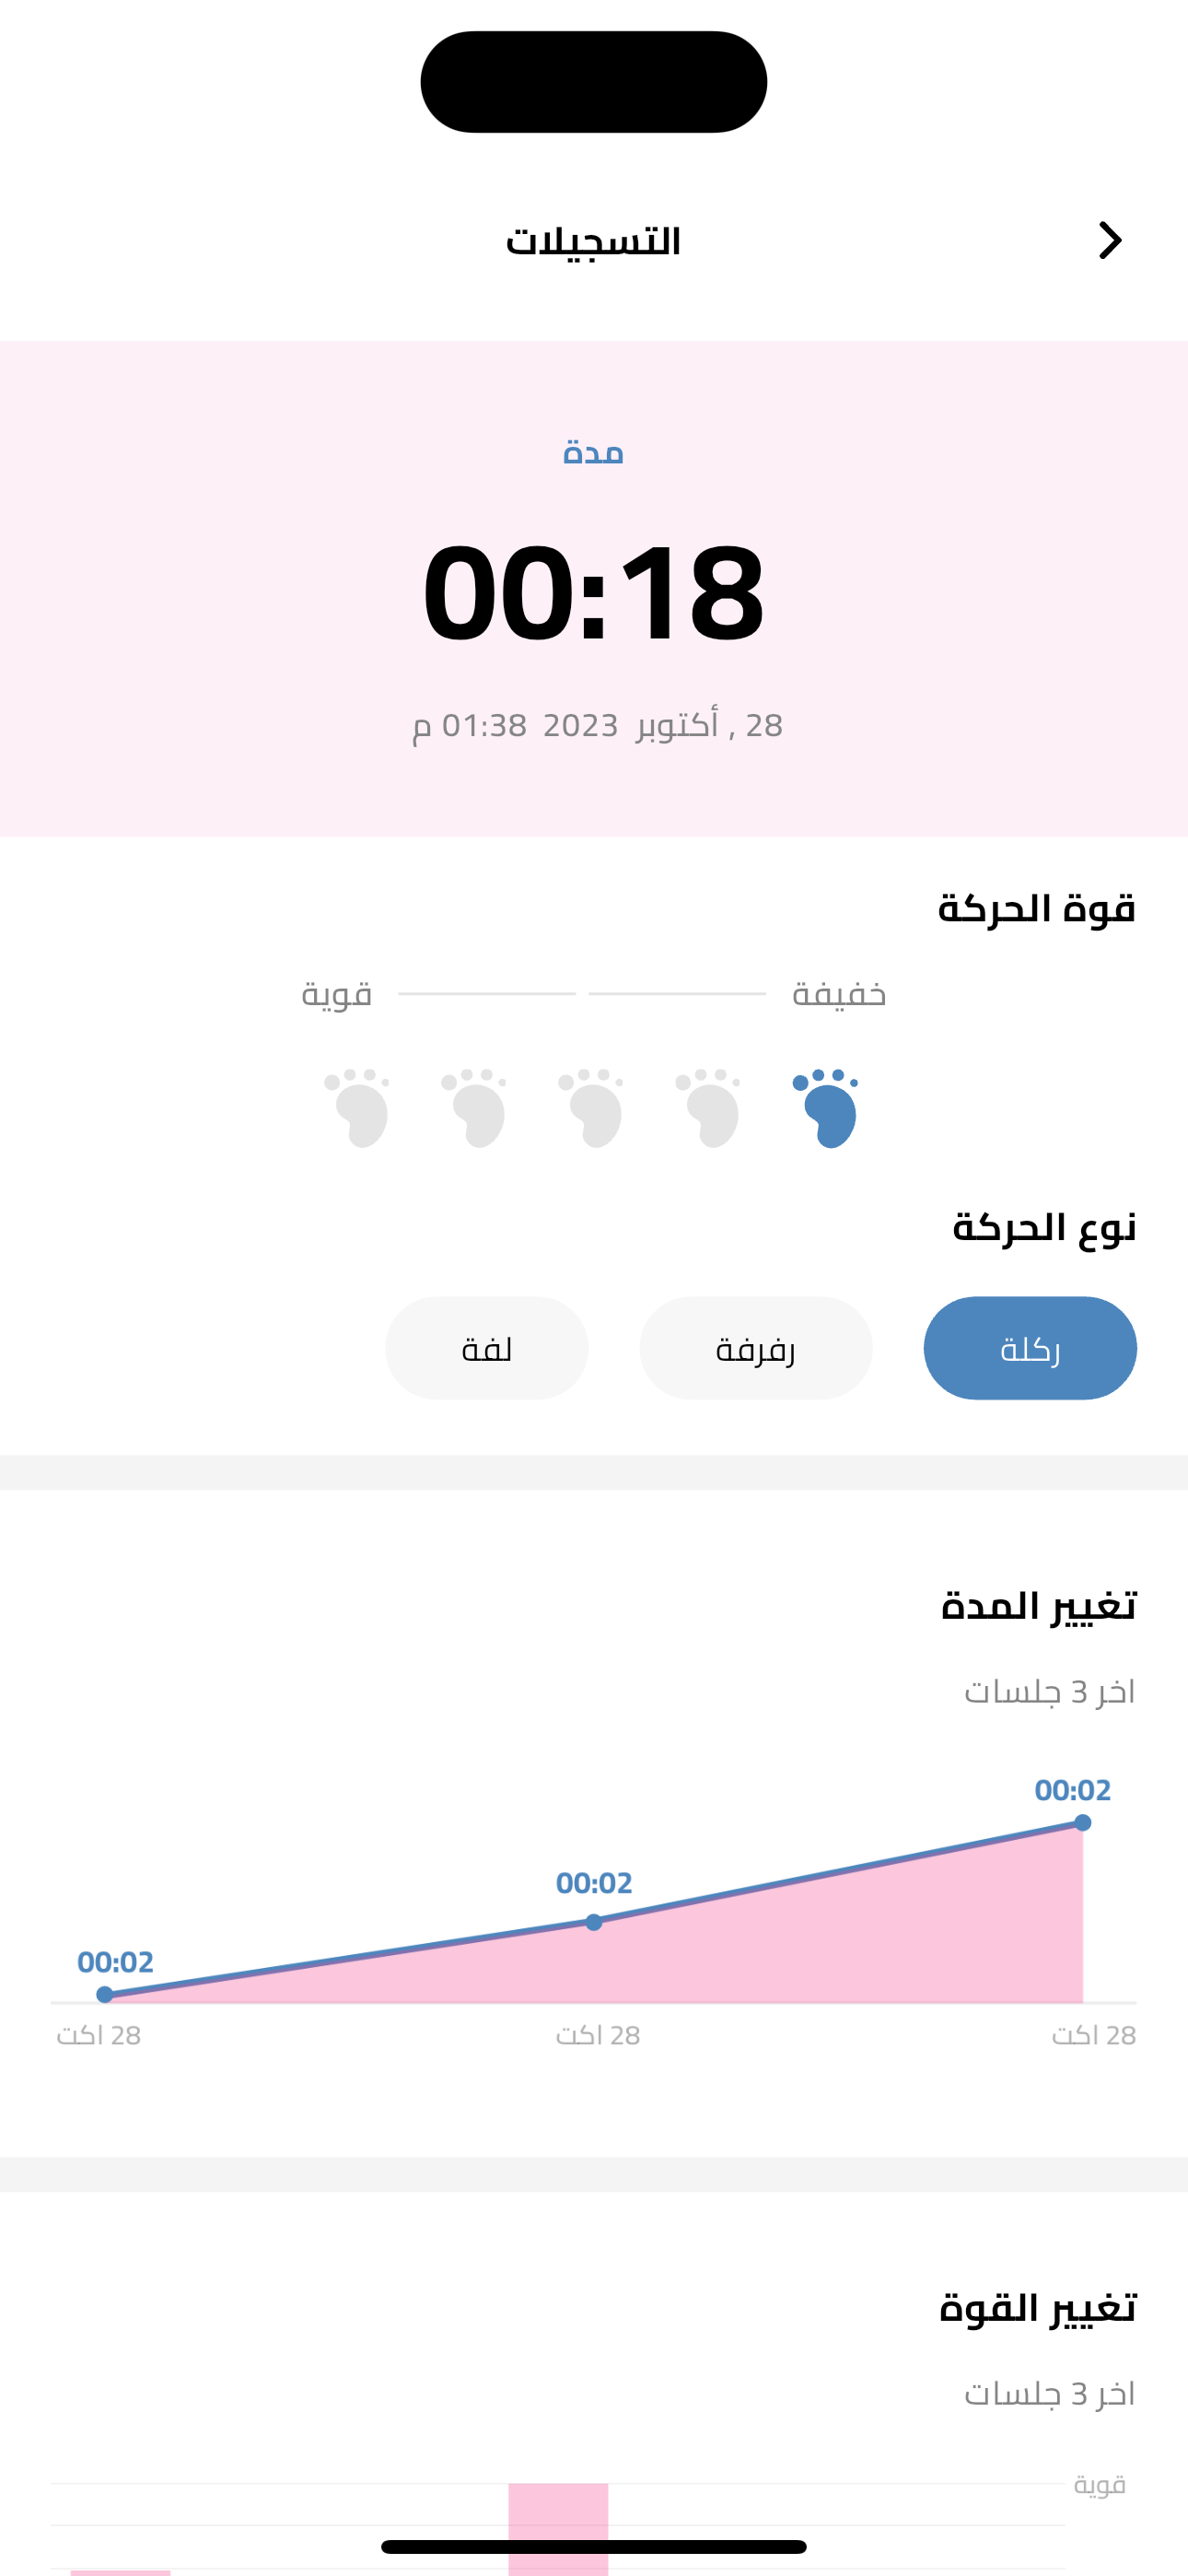 التسجيلات
مدة
00:18
28 , أكتوبر 2023 01:38 م
قوة الحركة
خفيفة قوية
نوع الحركة
ركلة رفرفة لفة
تغيير المدة
اخر 3 جلسات
00:02
00:02
00:02
28 اكت 28 اكت 28 اكت
تغيير القوة
اخر 3 جلسات
قوية